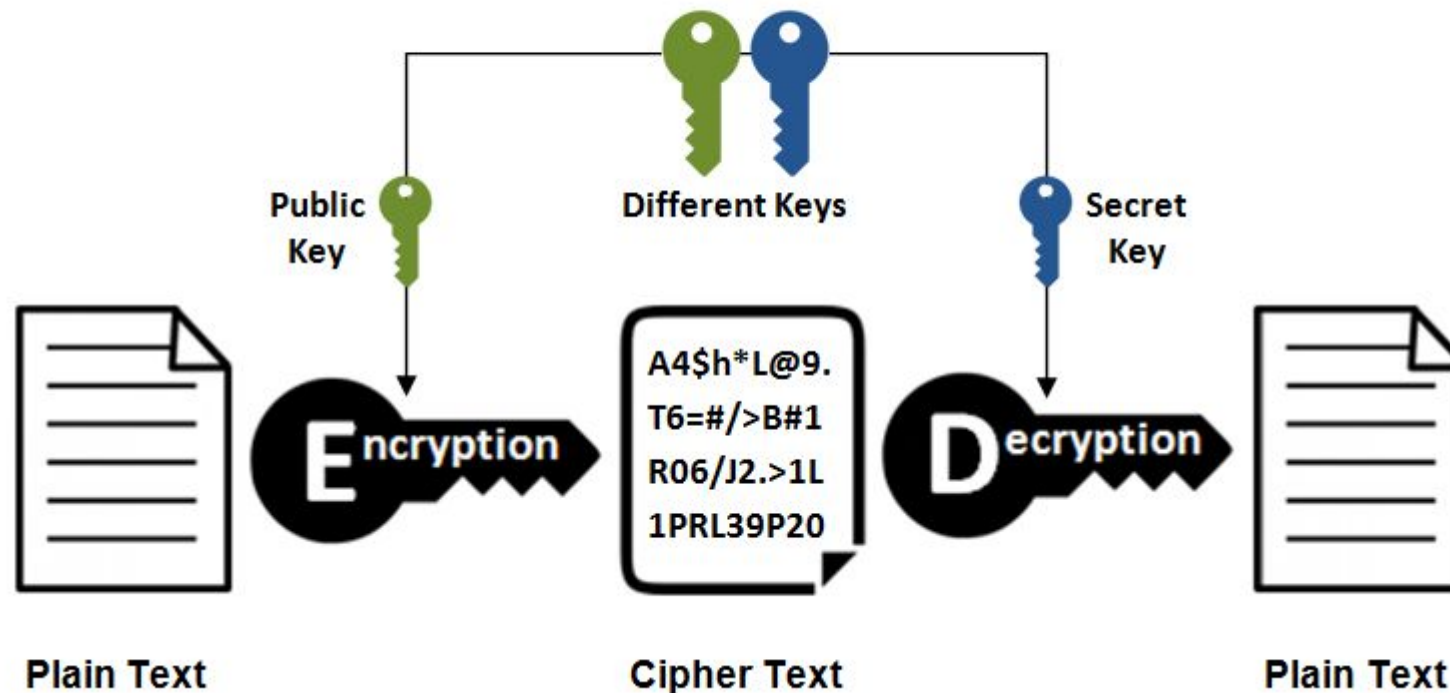 Public
Key
Different Keys
Secret
Key
Encryption
A4$h*L@9.
T6=#/>B#1
R06/J2.>1L
1PRL39P20
Decryption
Plain Text
Cipher Text
Plain Text